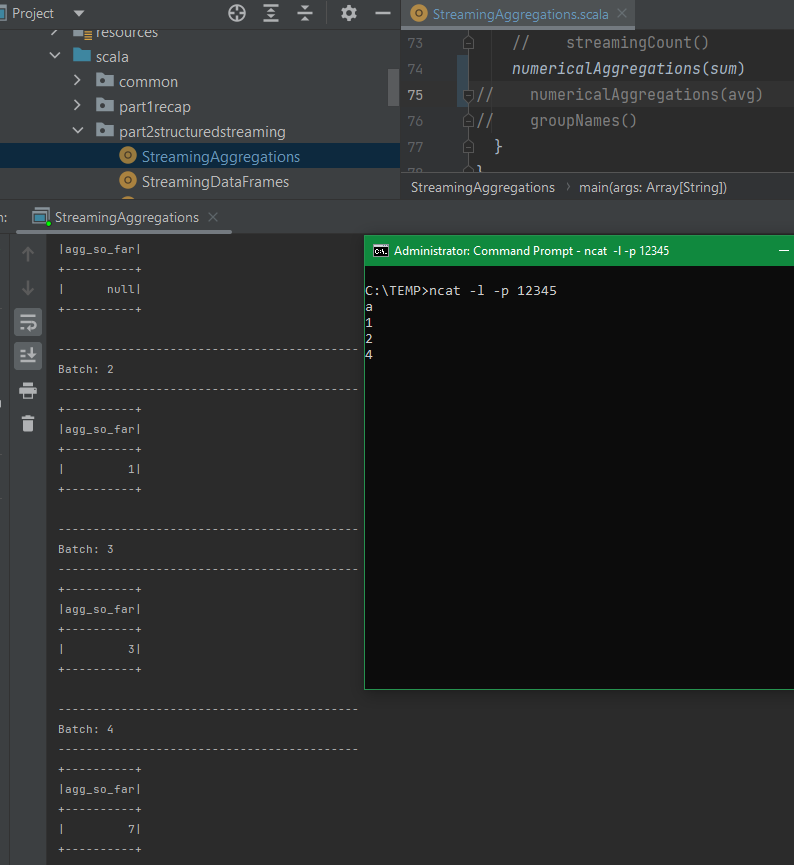 Project
resources
scala
common
part1recap
part2structuredstreaming
StreamingAggregations
StreamingDataFrames
StreamingAggregations.scala
73 // streamingCount()
74 numericalAggregations(sum)
75 // numericalAggregations(avg)
76 // groupNames()
77 }
78 }
StreamingAggregations › main(args: Array[String])
n: StreamingAggregations
|agg_so_far|
+----------+
| null|
+----------+
-------------------------------------------
Batch: 2
-------------------------------------------
+----------+
|agg_so_far|
+----------+
| 1|
+----------+
-------------------------------------------
Batch: 3
-------------------------------------------
+----------+
|agg_so_far|
+----------+
| 3|
+----------+
-------------------------------------------
Batch: 4
-------------------------------------------
+----------+
|agg_so_far|
+----------+
| 7|
+----------+
Administrator: Command Prompt - ncat -l -p 12345
C:\TEMP>ncat -l -p 12345
a
1
2
4